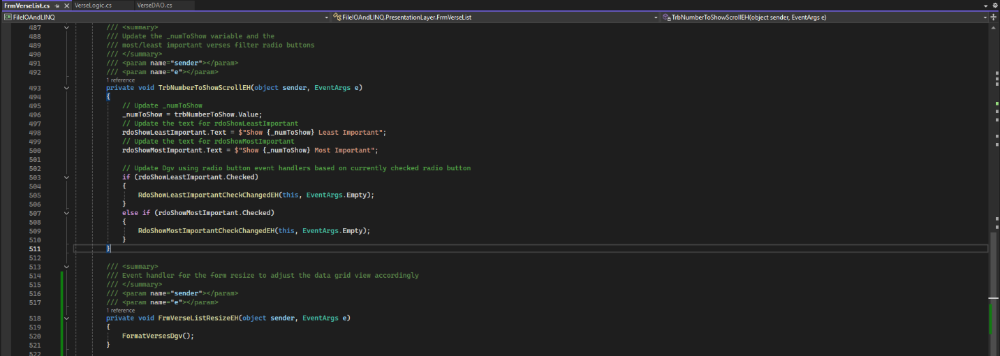 FrmVerseList.cs VerseLogic.cs VerseDAO.cs
FileIOAndLINQ FileIOAndLINQ.PresentationLayer.FrmVerseList TrbNumberToShowScrollEH(object sender, EventArgs e)
487 /// <summary>
488 /// Update the _numToShow variable and the
489 /// most/least important verses filter radio buttons
490 /// </summary>
491 /// <param name="sender"></param>
492 /// <param name="e"></param>
1 reference
493 private void TrbNumberToShowScrollEH(object sender, EventArgs e)
494 {
495 // Update _numToShow
496 _numToShow = trbNumberToShow.Value;
497 // Update the text for rdoShowLeastImportant
498 rdoShowLeastImportant.Text = $"Show {_numToShow} Least Important";
499 // Update the text for rdoShowMostImportant
500 rdoShowMostImportant.Text = $"Show {_numToShow} Most Important";
501
502 // Update Dgv using radio button event handlers based on currently checked radio button
503 if (rdoShowLeastImportant.Checked)
504 {
505 RdoShowLeastImportantCheckChangedEH(this, EventArgs.Empty);
506 }
507 else if (rdoShowMostImportant.Checked)
508 {
509 RdoShowMostImportantCheckChangedEH(this, EventArgs.Empty);
510 }
511 }
512
513 /// <summary>
514 /// Event handler for the form resize to adjust the data grid view accordingly
515 /// </summary>
516 /// <param name="sender"></param>
517 /// <param name="e"></param>
1 reference
518 private void FrmVerseListResizeEH(object sender, EventArgs e)
519 {
520 FormatVersesDgv();
521 }
522